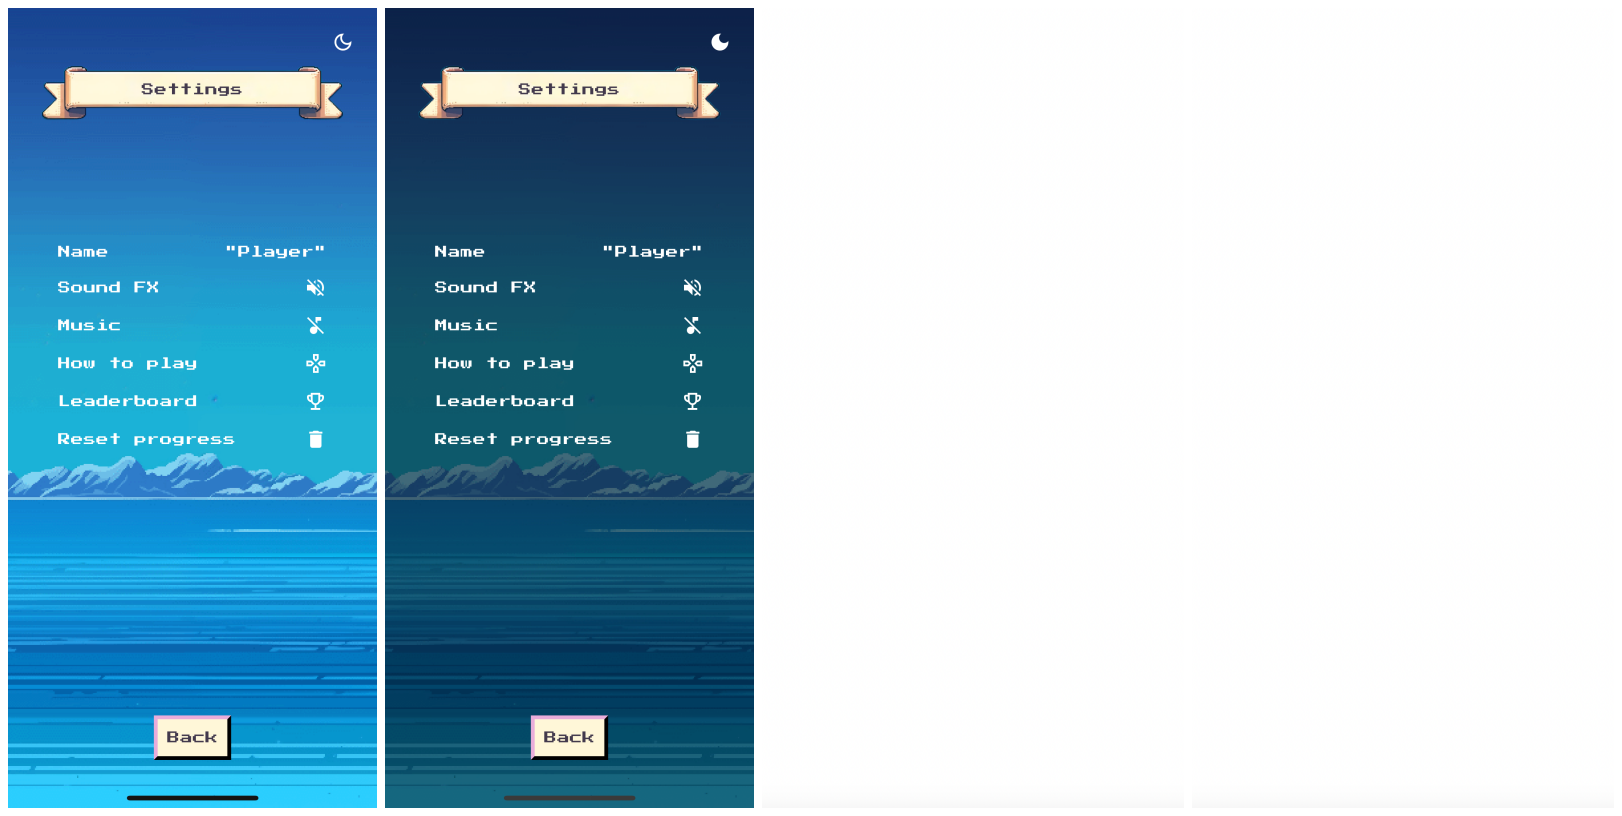 Settings
Name "Player"
Sound FX
Music
How to play
Leaderboard
Reset progress
Back
Settings
Name "Player"
Sound FX
Music
How to play
Leaderboard
Reset progress
Back